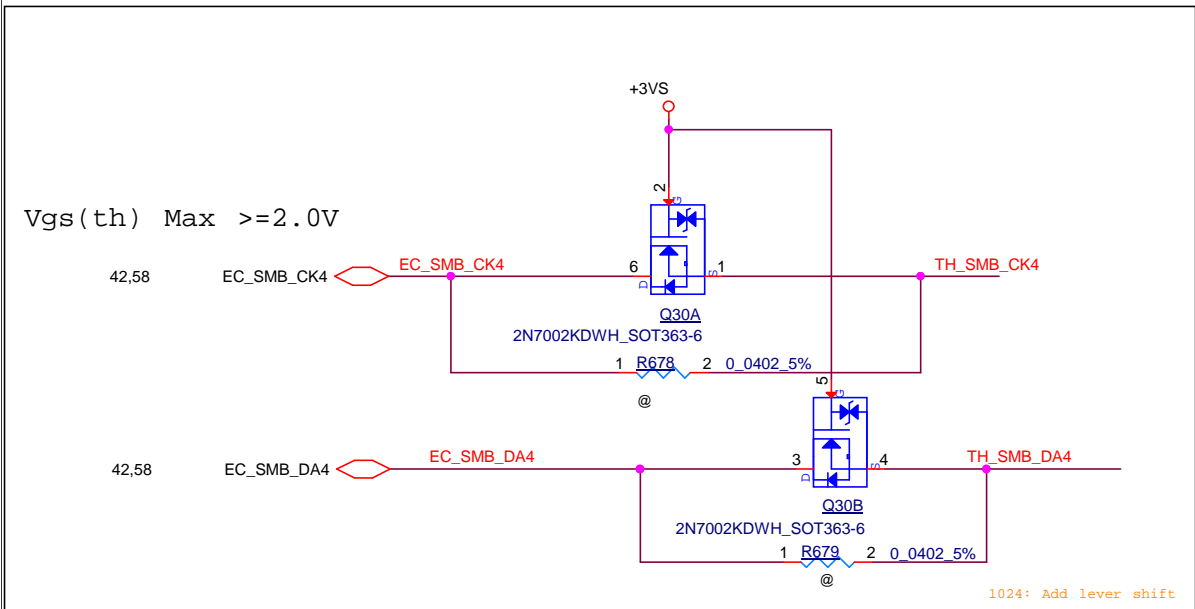 +3VS
2
G
Vgs(th) Max >=2.0V
42,58 EC_SMB_CK4 EC_SMB_CK4 6 D S 1 TH_SMB_CK4
Q30A
2N7002KDWH_SOT363-6
1 R678 2 0_0402_5%
@
5
G
42,58 EC_SMB_DA4 EC_SMB_DA4 3 D S 4 TH_SMB_DA4
Q30B
2N7002KDWH_SOT363-6
1 R679 2 0_0402_5%
@
1024: Add lever shift